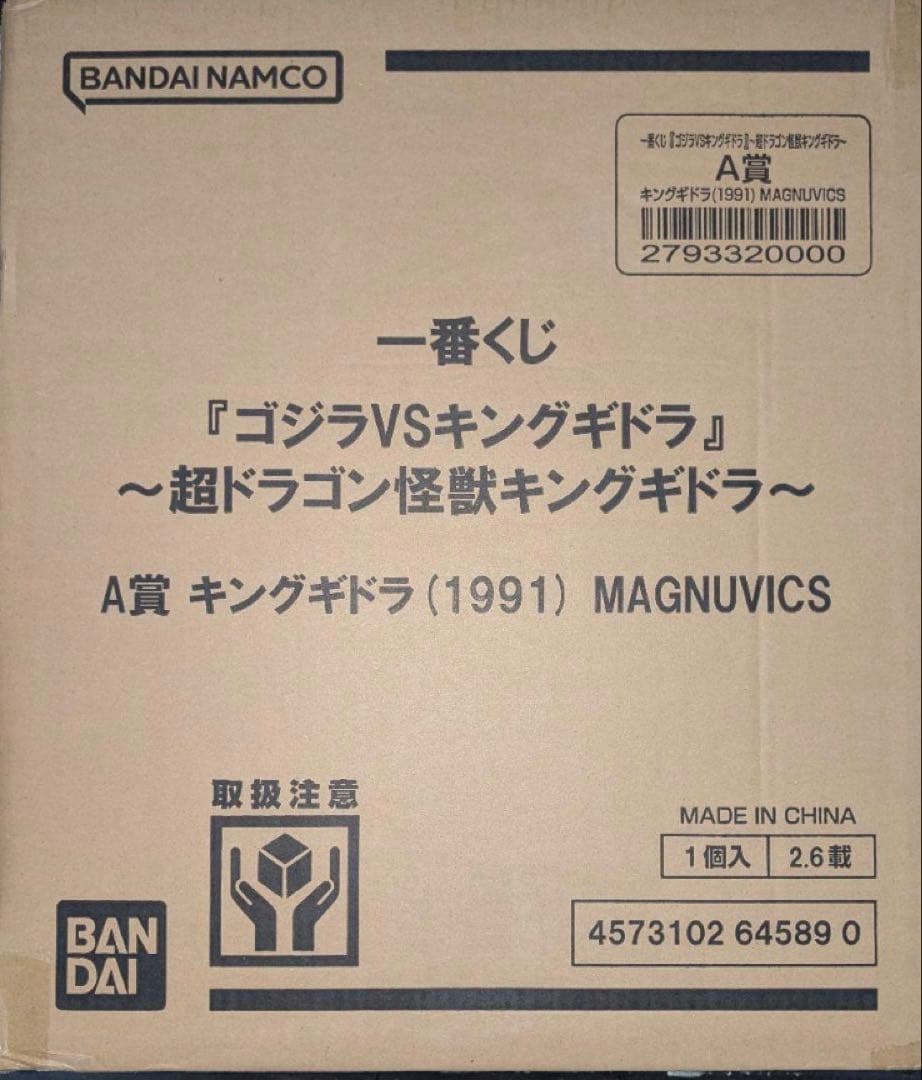 BANDAI NAMCO
一番くじ『ゴジラVSキングギドラ』~超ドラゴン怪獣キングギドラ~
A賞
キングギドラ(1991) MAGNUVICS
2793320000
一番くじ
『ゴジラVSキングギドラ』
~超ドラゴン怪獣キングギドラ~
A賞 キングギドラ(1991) MAGNUVICS
取扱注意
MADE IN CHINA
1個入 2.6載
4573102 64589 0
BAN
DAI